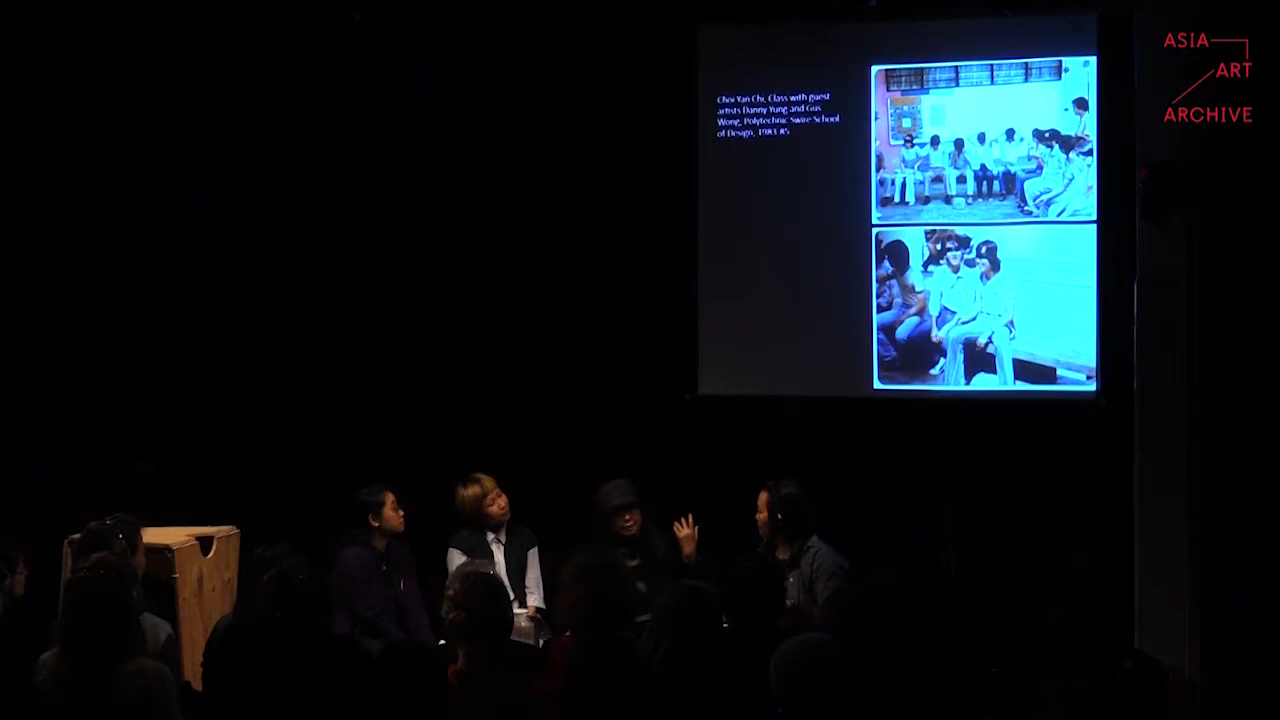 Choi Yan Chi, Class with guest
artists Danny Yung and Gus
Wong, Polytechnic Swire School
of Design, 1983-85
ASIA
ART
ARCHIVE